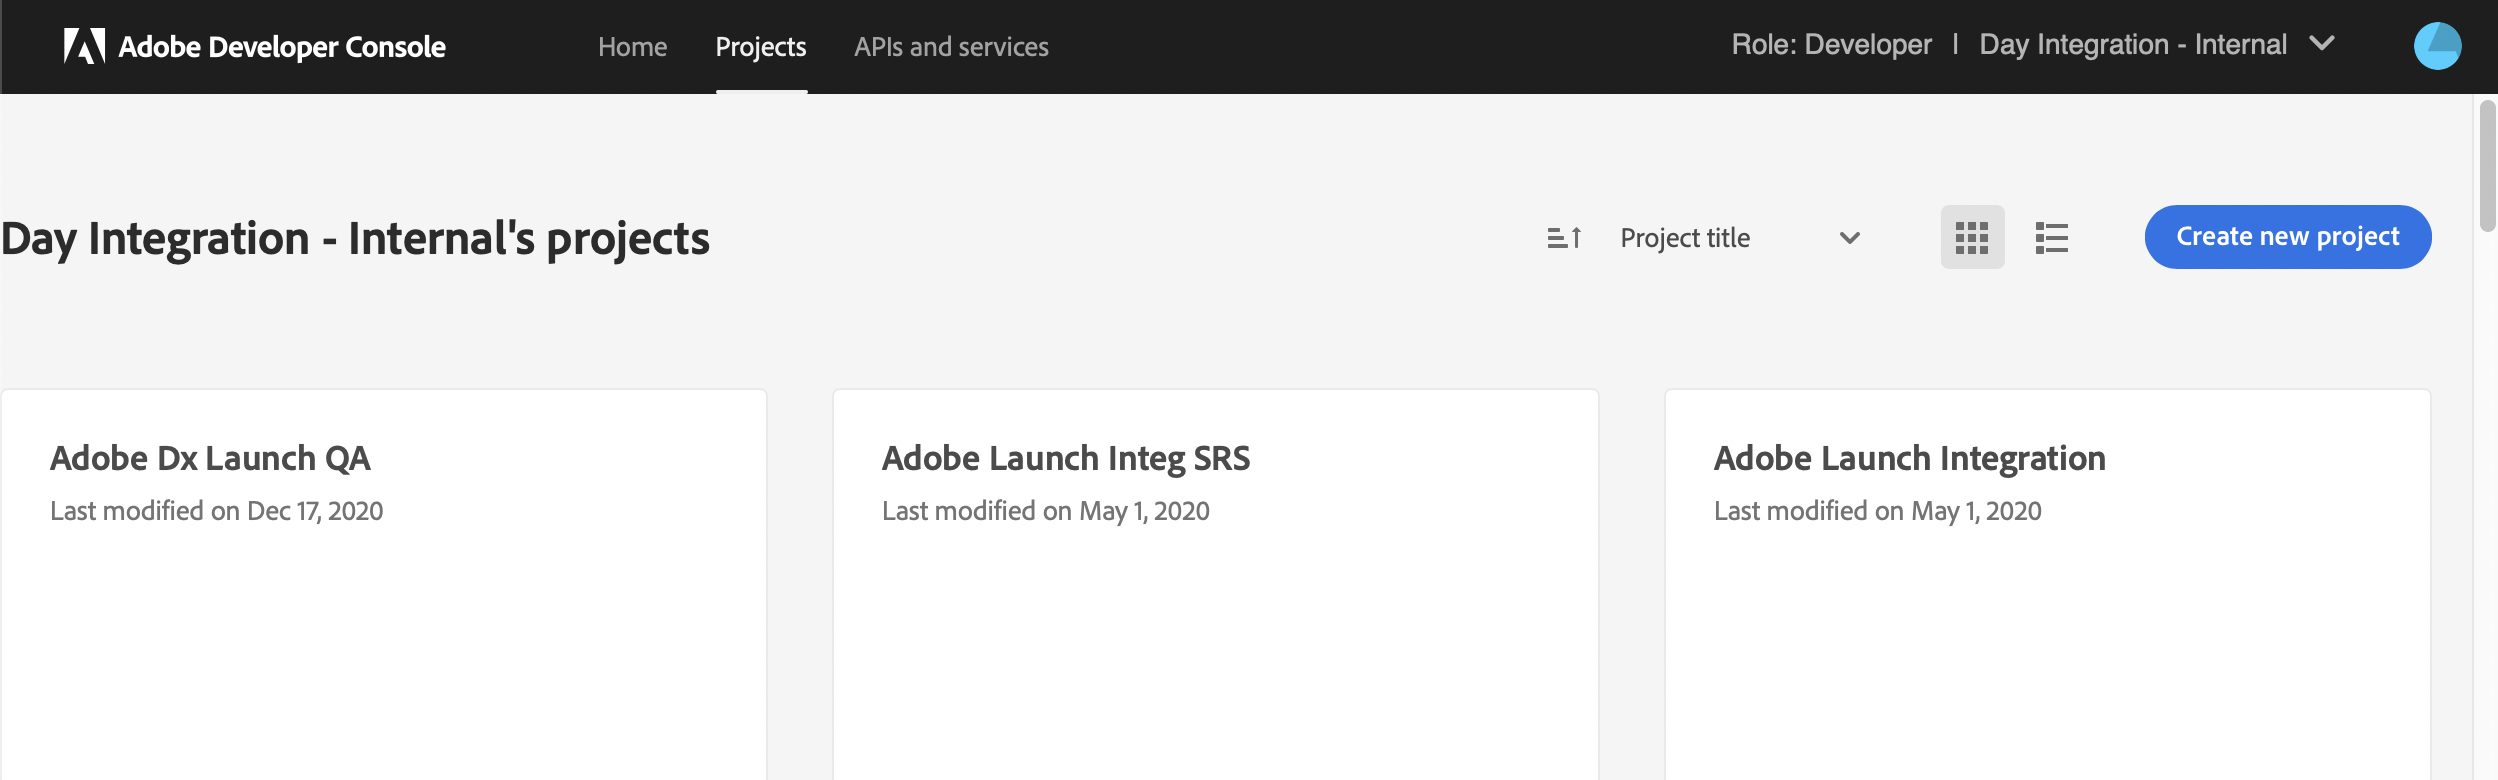 Adobe Developer Console
Home Projects APIs and services
Role: Developer | Day Integration - Internal
Day Integration - Internal's projects
Project title
Create new project
Adobe Dx Launch QA
Last modified on Dec 17, 2020
Adobe Launch Integ SRS
Last modified on May 1, 2020
Adobe Launch Integration
Last modified on May 1, 2020